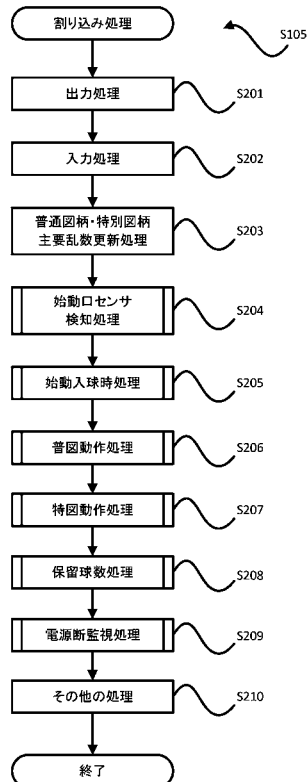 割り込み処理
S105
出力処理
S201
入力処理
S202
普通図柄・特別図柄
主要乱数更新処理
S203
始動口センサ
検知処理
S204
始動入球時処理
S205
普図動作処理
S206
特図動作処理
S207
保留球数処理
S208
電源断監視処理
S209
その他の処理
S210
終了